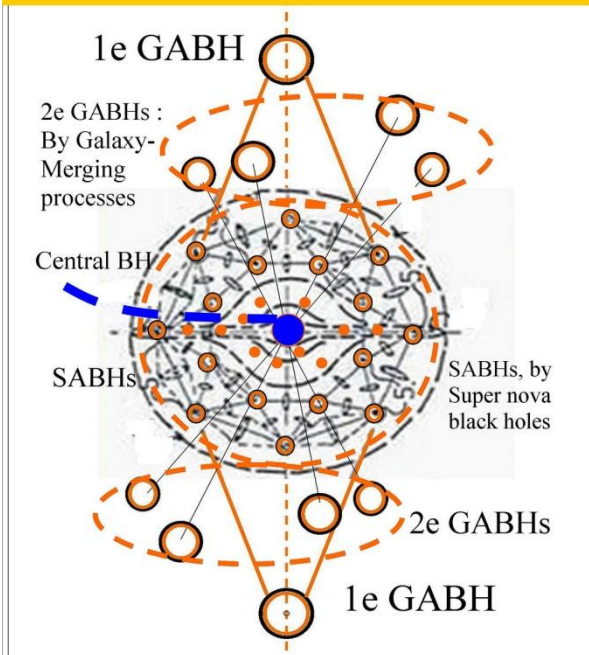 1e GABH
2e GABHs :
By Galaxy-
Merging
processes
Central BH
SABHs
SABHs, by
Super nova
black holes
2e GABHs
1e GABH